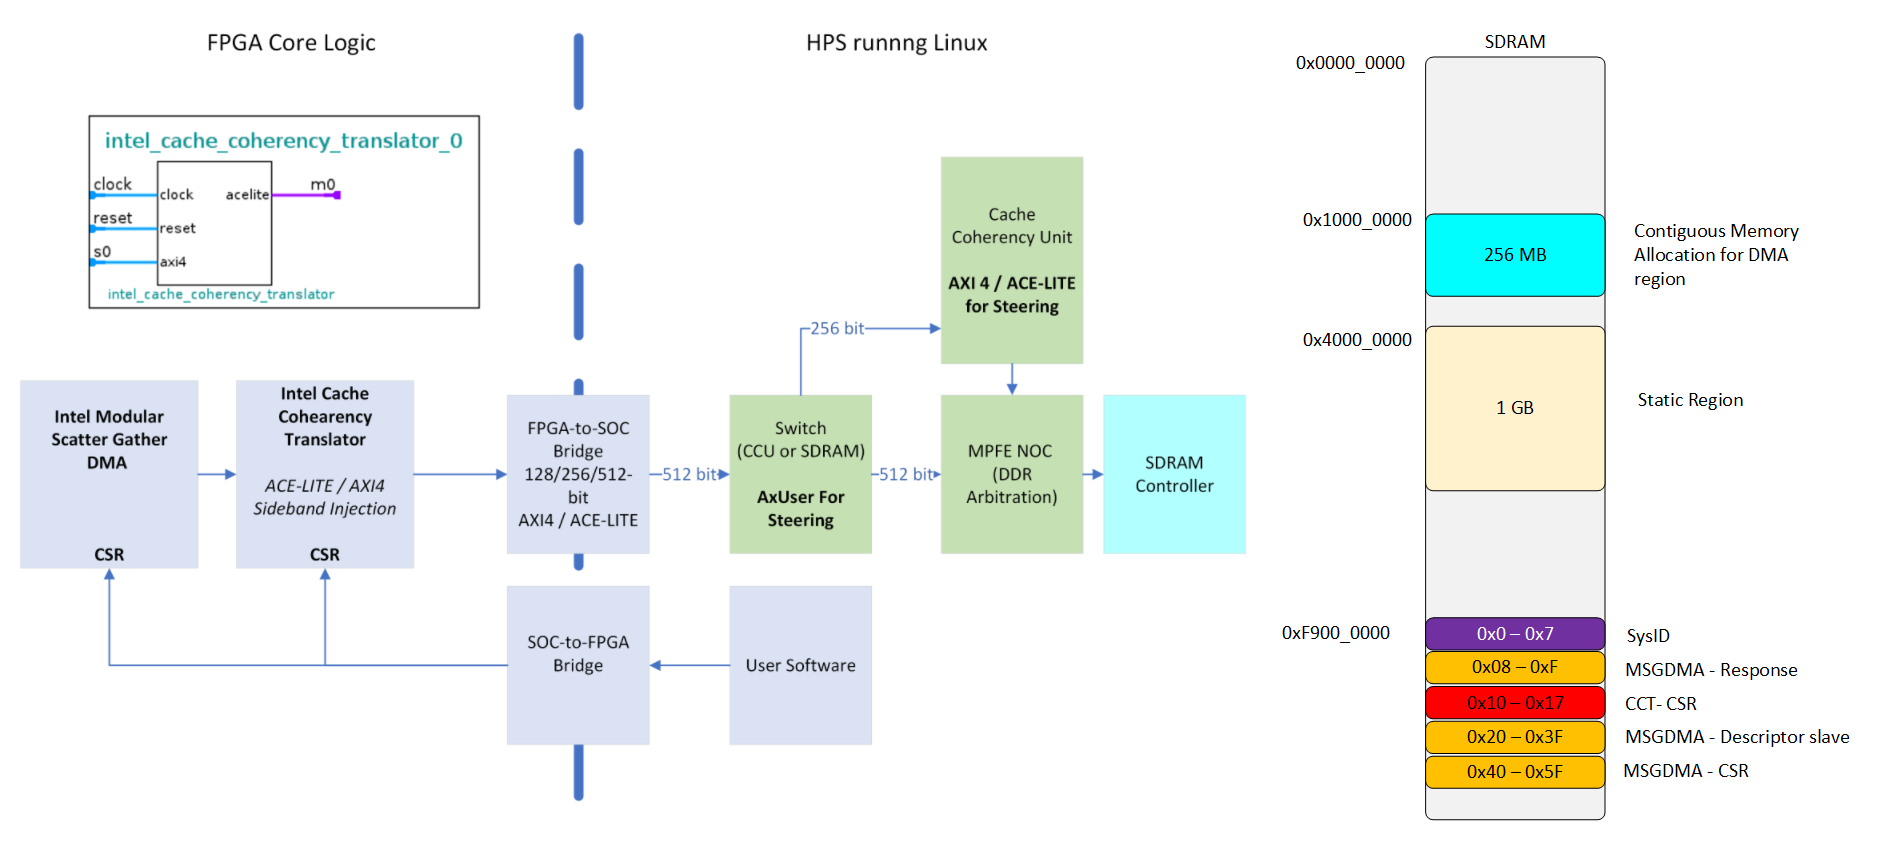 FPGA Core Logic
HPS runnng Linux
intel_cache_coherency_translator_0
clock
clock
acelite
m0
reset
reset
s0
axi4
intel_cache_coherency_translator
Intel Modular
Scatter Gather
DMA
CSR
Intel Cache
Cohearency
Translator
ACE-LITE / AXI4
Sideband Injection
CSR
FPGA-to-SOC
Bridge
128/256/512-
bit
AXI4 / ACE-LITE
512 bit
Switch
(CCU or SDRAM)
AxUser For
Steering
256 bit
Cache
Coherency Unit
AXI 4 / ACE-LITE
for Steering
512 bit
MPFE NOC
(DDR
Arbitration)
SDRAM
Controller
SOC-to-FPGA
Bridge
User Software
SDRAM
0x0000_0000
0x1000_0000
256 MB
Contiguous Memory
Allocation for DMA
region
0x4000_0000
1 GB
Static Region
0xF900_0000
0x0 – 0x7
SysID
0x08 – 0xF
MSGDMA - Response
0x10 – 0x17
CCT- CSR
0x20 – 0x3F
MSGDMA - Descriptor slave
0x40 – 0x5F
MSGDMA - CSR